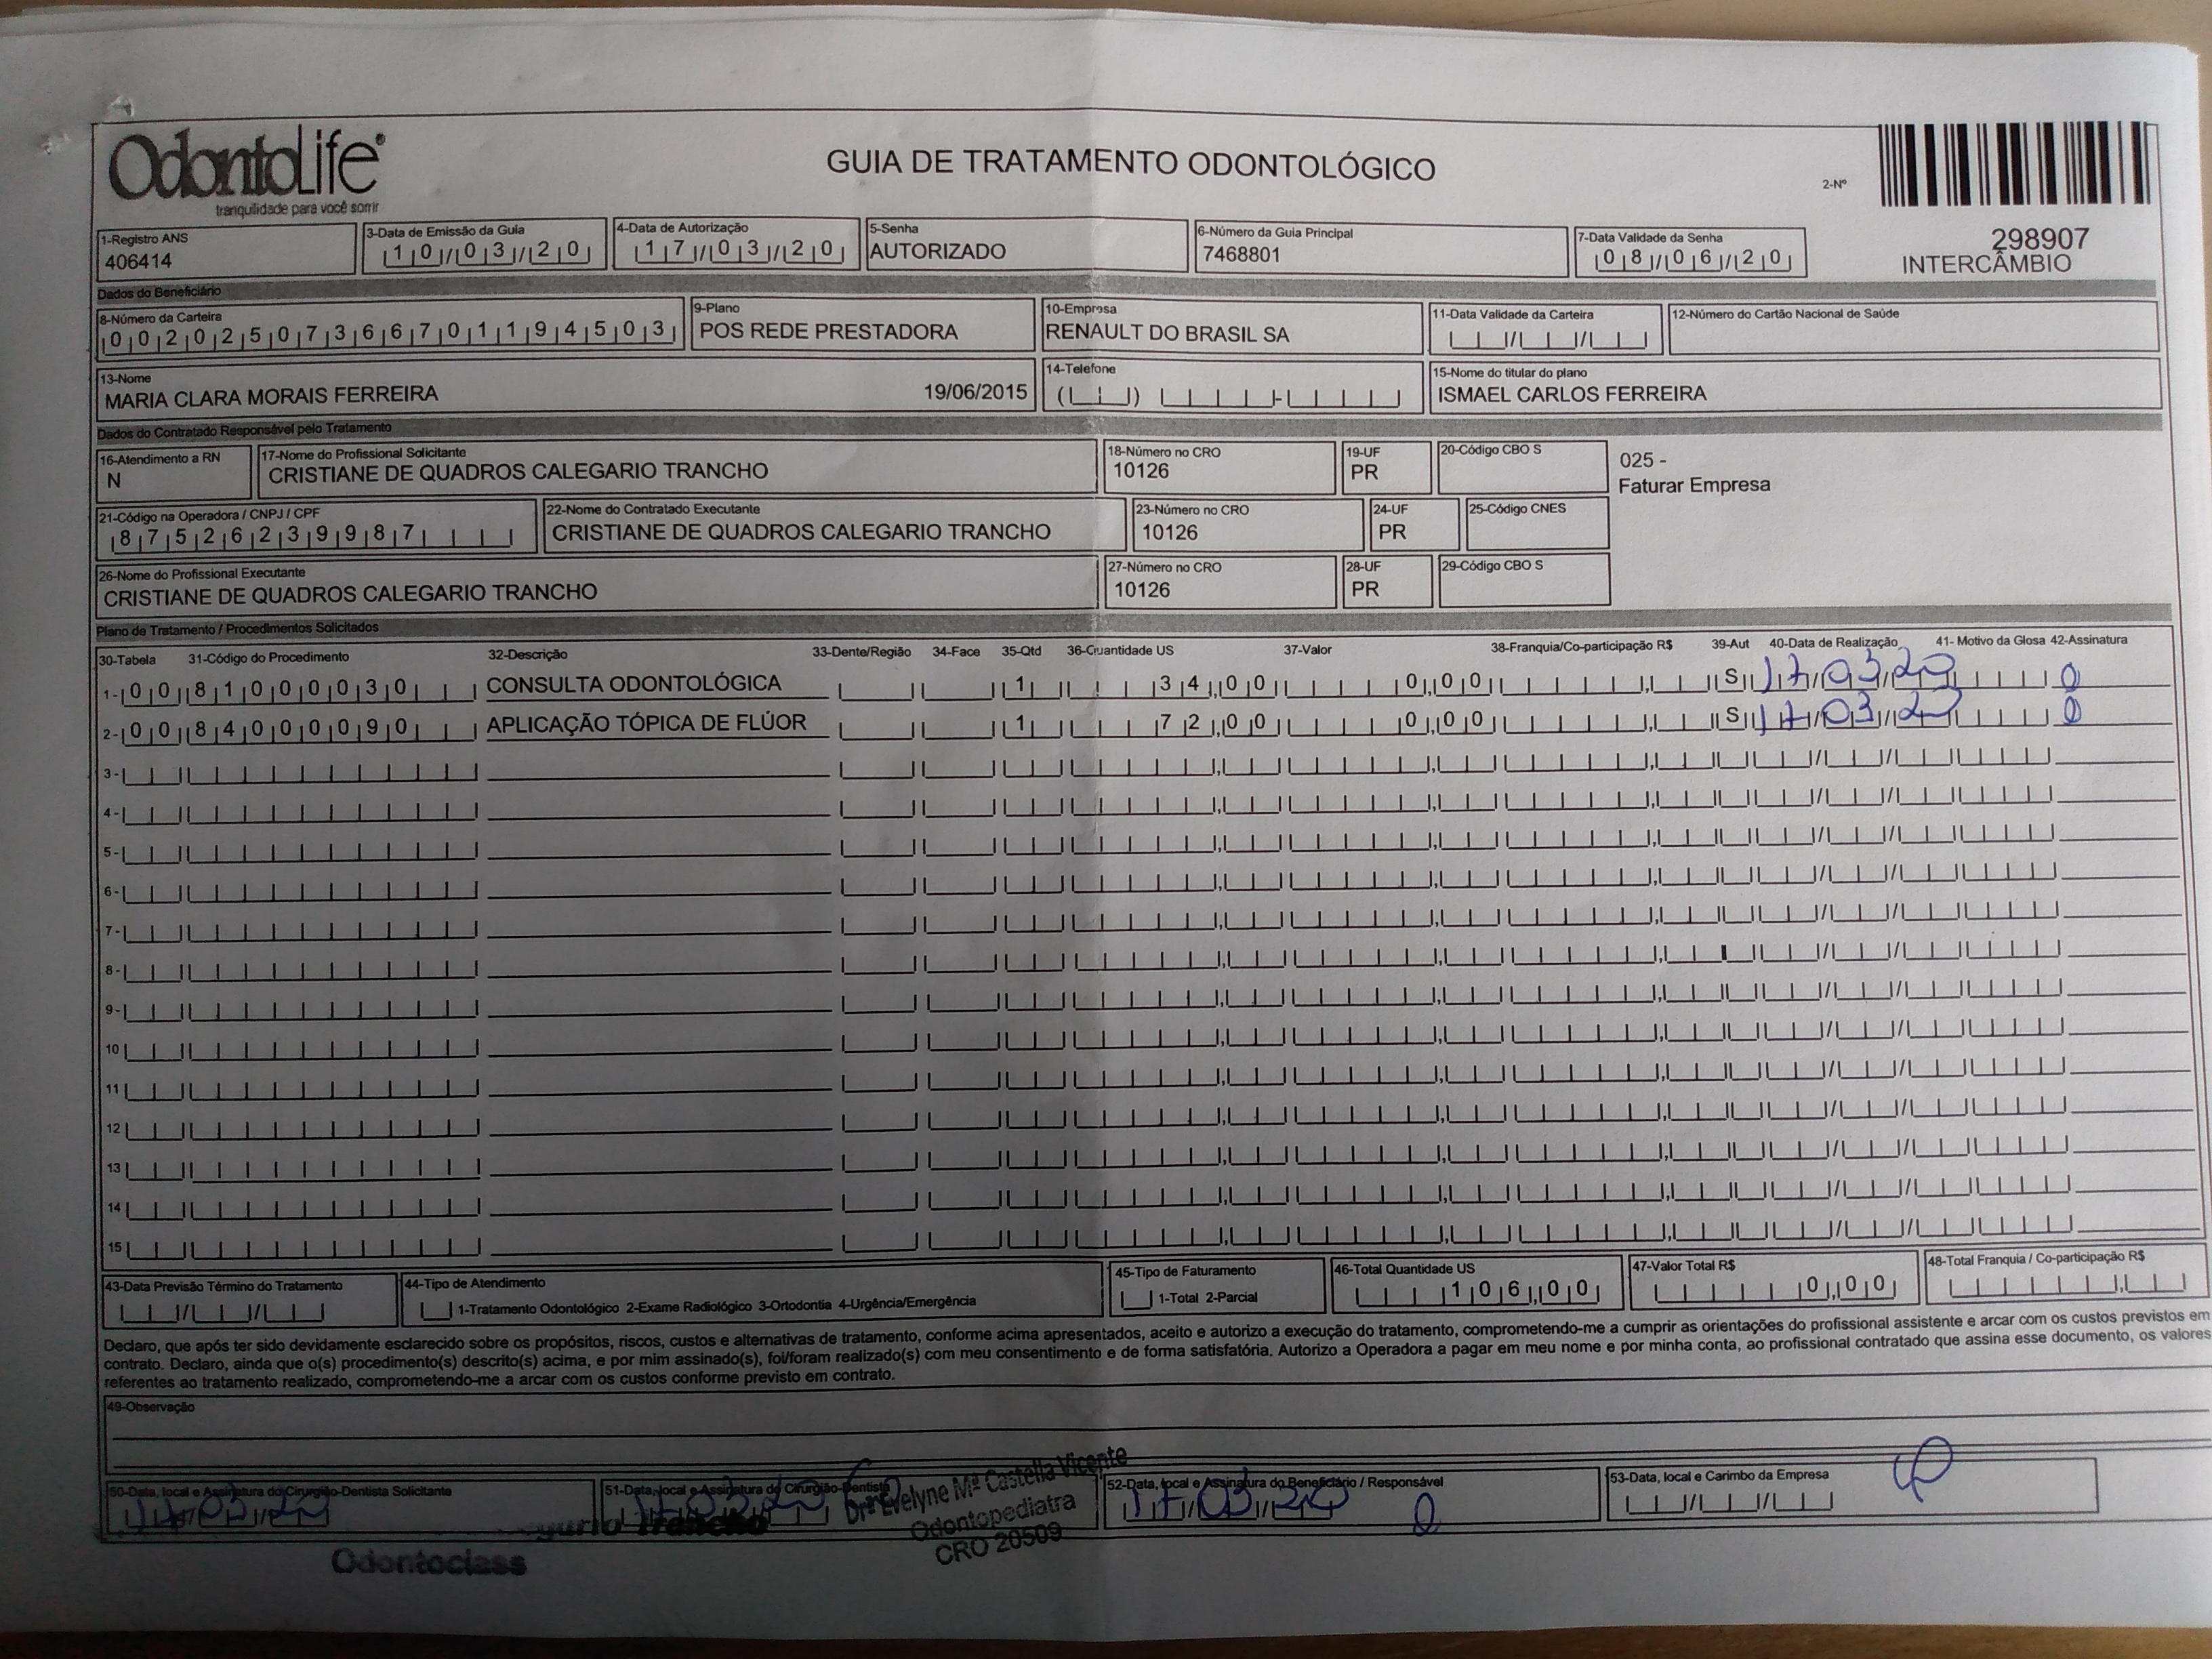 OdontoLife®
tranquilidade para você sorrir
GUIA DE TRATAMENTO ODONTOLÓGICO
2-Nº
298907
INTERCÂMBIO
1-Registro ANS
406414
3-Data de Emissão da Guia
10/03/20
4-Data de Autorização
17/03/20
5-Senha
AUTORIZADO
6-Número da Guia Principal
7468801
7-Data Validade da Senha
08/06/20
Dados do Beneficiário
8-Número da Carteira
00202507366701194503
9-Plano
POS REDE PRESTADORA
10-Empresa
RENAULT DO BRASIL SA
11-Data Validade da Carteira
12-Número do Cartão Nacional de Saúde
13-Nome
MARIA CLARA MORAIS FERREIRA 19/06/2015
14-Telefone
15-Nome do titular do plano
ISMAEL CARLOS FERREIRA
Dados do Contratado Responsável pelo Tratamento
16-Atendimento a RN
N
17-Nome do Profissional Solicitante
CRISTIANE DE QUADROS CALEGARIO TRANCHO
18-Número no CRO
10126
19-UF
PR
20-Código CBO S
025 -
Faturar Empresa
21-Código na Operadora / CNPJ / CPF
87526239987
22-Nome do Contratado Executante
CRISTIANE DE QUADROS CALEGARIO TRANCHO
23-Número no CRO
10126
24-UF
PR
25-Código CNES
26-Nome do Profissional Executante
CRISTIANE DE QUADROS CALEGARIO TRANCHO
27-Número no CRO
10126
28-UF
PR
29-Código CBO S
Plano de Tratamento / Procedimentos Solicitados
30-Tabela 31-Código do Procedimento 32-Descrição 33-Dente/Região 34-Face 35-Qtd 36-Quantidade US 37-Valor 38-Franquia/Co-participação R$ 39-Aut 40-Data de Realização 41- Motivo da Glosa 42-Assinatura
1- 00 81000030 CONSULTA ODONTOLÓGICA 1 34,00 0,00 S 17/03/20
2- 00 84000090 APLICAÇÃO TÓPICA DE FLÚOR 1 72,00 0,00 S 17/03/20
3-
4-
5-
6-
7-
8-
9-
10
11
12
13
14
15
43-Data Previsão Término do Tratamento
44-Tipo de Atendimento
1-Tratamento Odontológico 2-Exame Radiológico 3-Ortodontia 4-Urgência/Emergência
45-Tipo de Faturamento
1-Total 2-Parcial
46-Total Quantidade US
106,00
47-Valor Total R$
0,00
48-Total Franquia / Co-participação R$
Declaro, que após ter sido devidamente esclarecido sobre os propósitos, riscos, custos e alternativas de tratamento, conforme acima apresentados, aceito e autorizo a execução do tratamento, comprometendo-me a cumprir as orientações do profissional assistente e arcar com os custos previstos em
contrato. Declaro, ainda que o(s) procedimento(s) descrito(s) acima, e por mim assinado(s), foi/foram realizado(s) com meu consentimento e de forma satisfatória. Autorizo a Operadora a pagar em meu nome e por minha conta, ao profissional contratado que assina esse documento, os valores
referentes ao tratamento realizado, comprometendo-me a arcar com os custos conforme previsto em contrato.
49-Observação
50-Data, local e Assinatura do Cirurgião-Dentista Solicitante
17/03/20
51-Data, local e Assinatura do Cirurgião-Dentista
17/03/20
52-Data, local e Assinatura do Beneficiário / Responsável
17/03/20
53-Data, local e Carimbo da Empresa
Drª Evelyne Mª Castella Vicente
Odontopediatra
CRO 20509
Trancho
Odontoclass